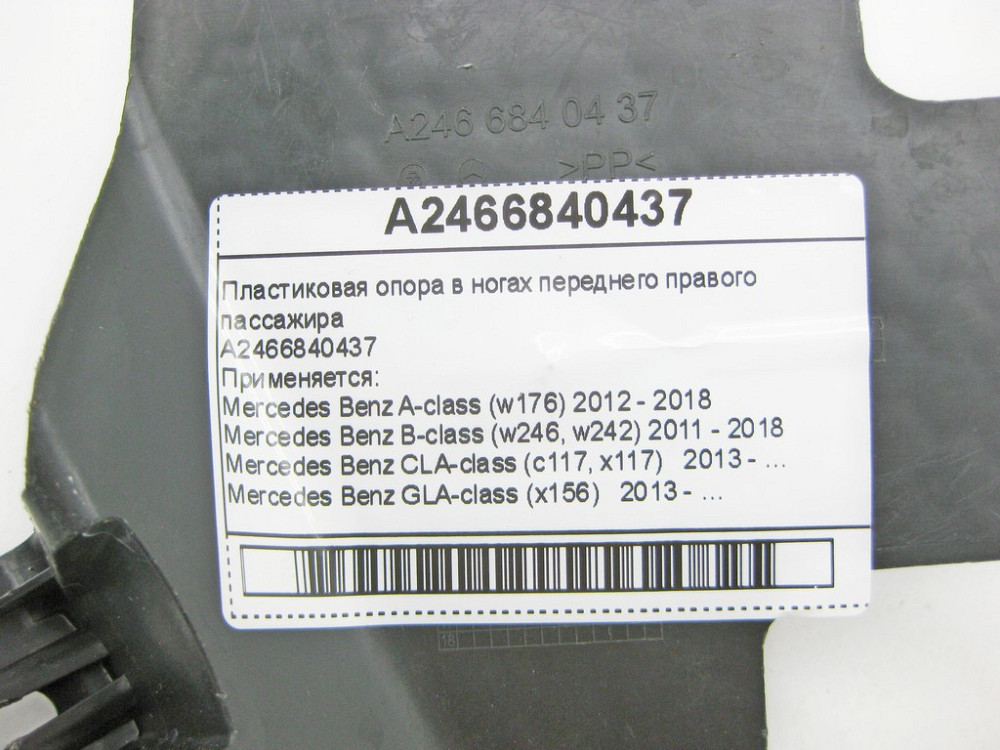 A246 684 04 37
>PP<
A2466840437
Пластиковая опора в ногах переднего правого
пассажира
A2466840437
Применяется:
Mercedes Benz A-class (w176) 2012 - 2018
Mercedes Benz B-class (w246, w242) 2011 - 2018
Mercedes Benz CLA-class (c117, x117) 2013 - ...
Mercedes Benz GLA-class (x156) 2013 - ...
18